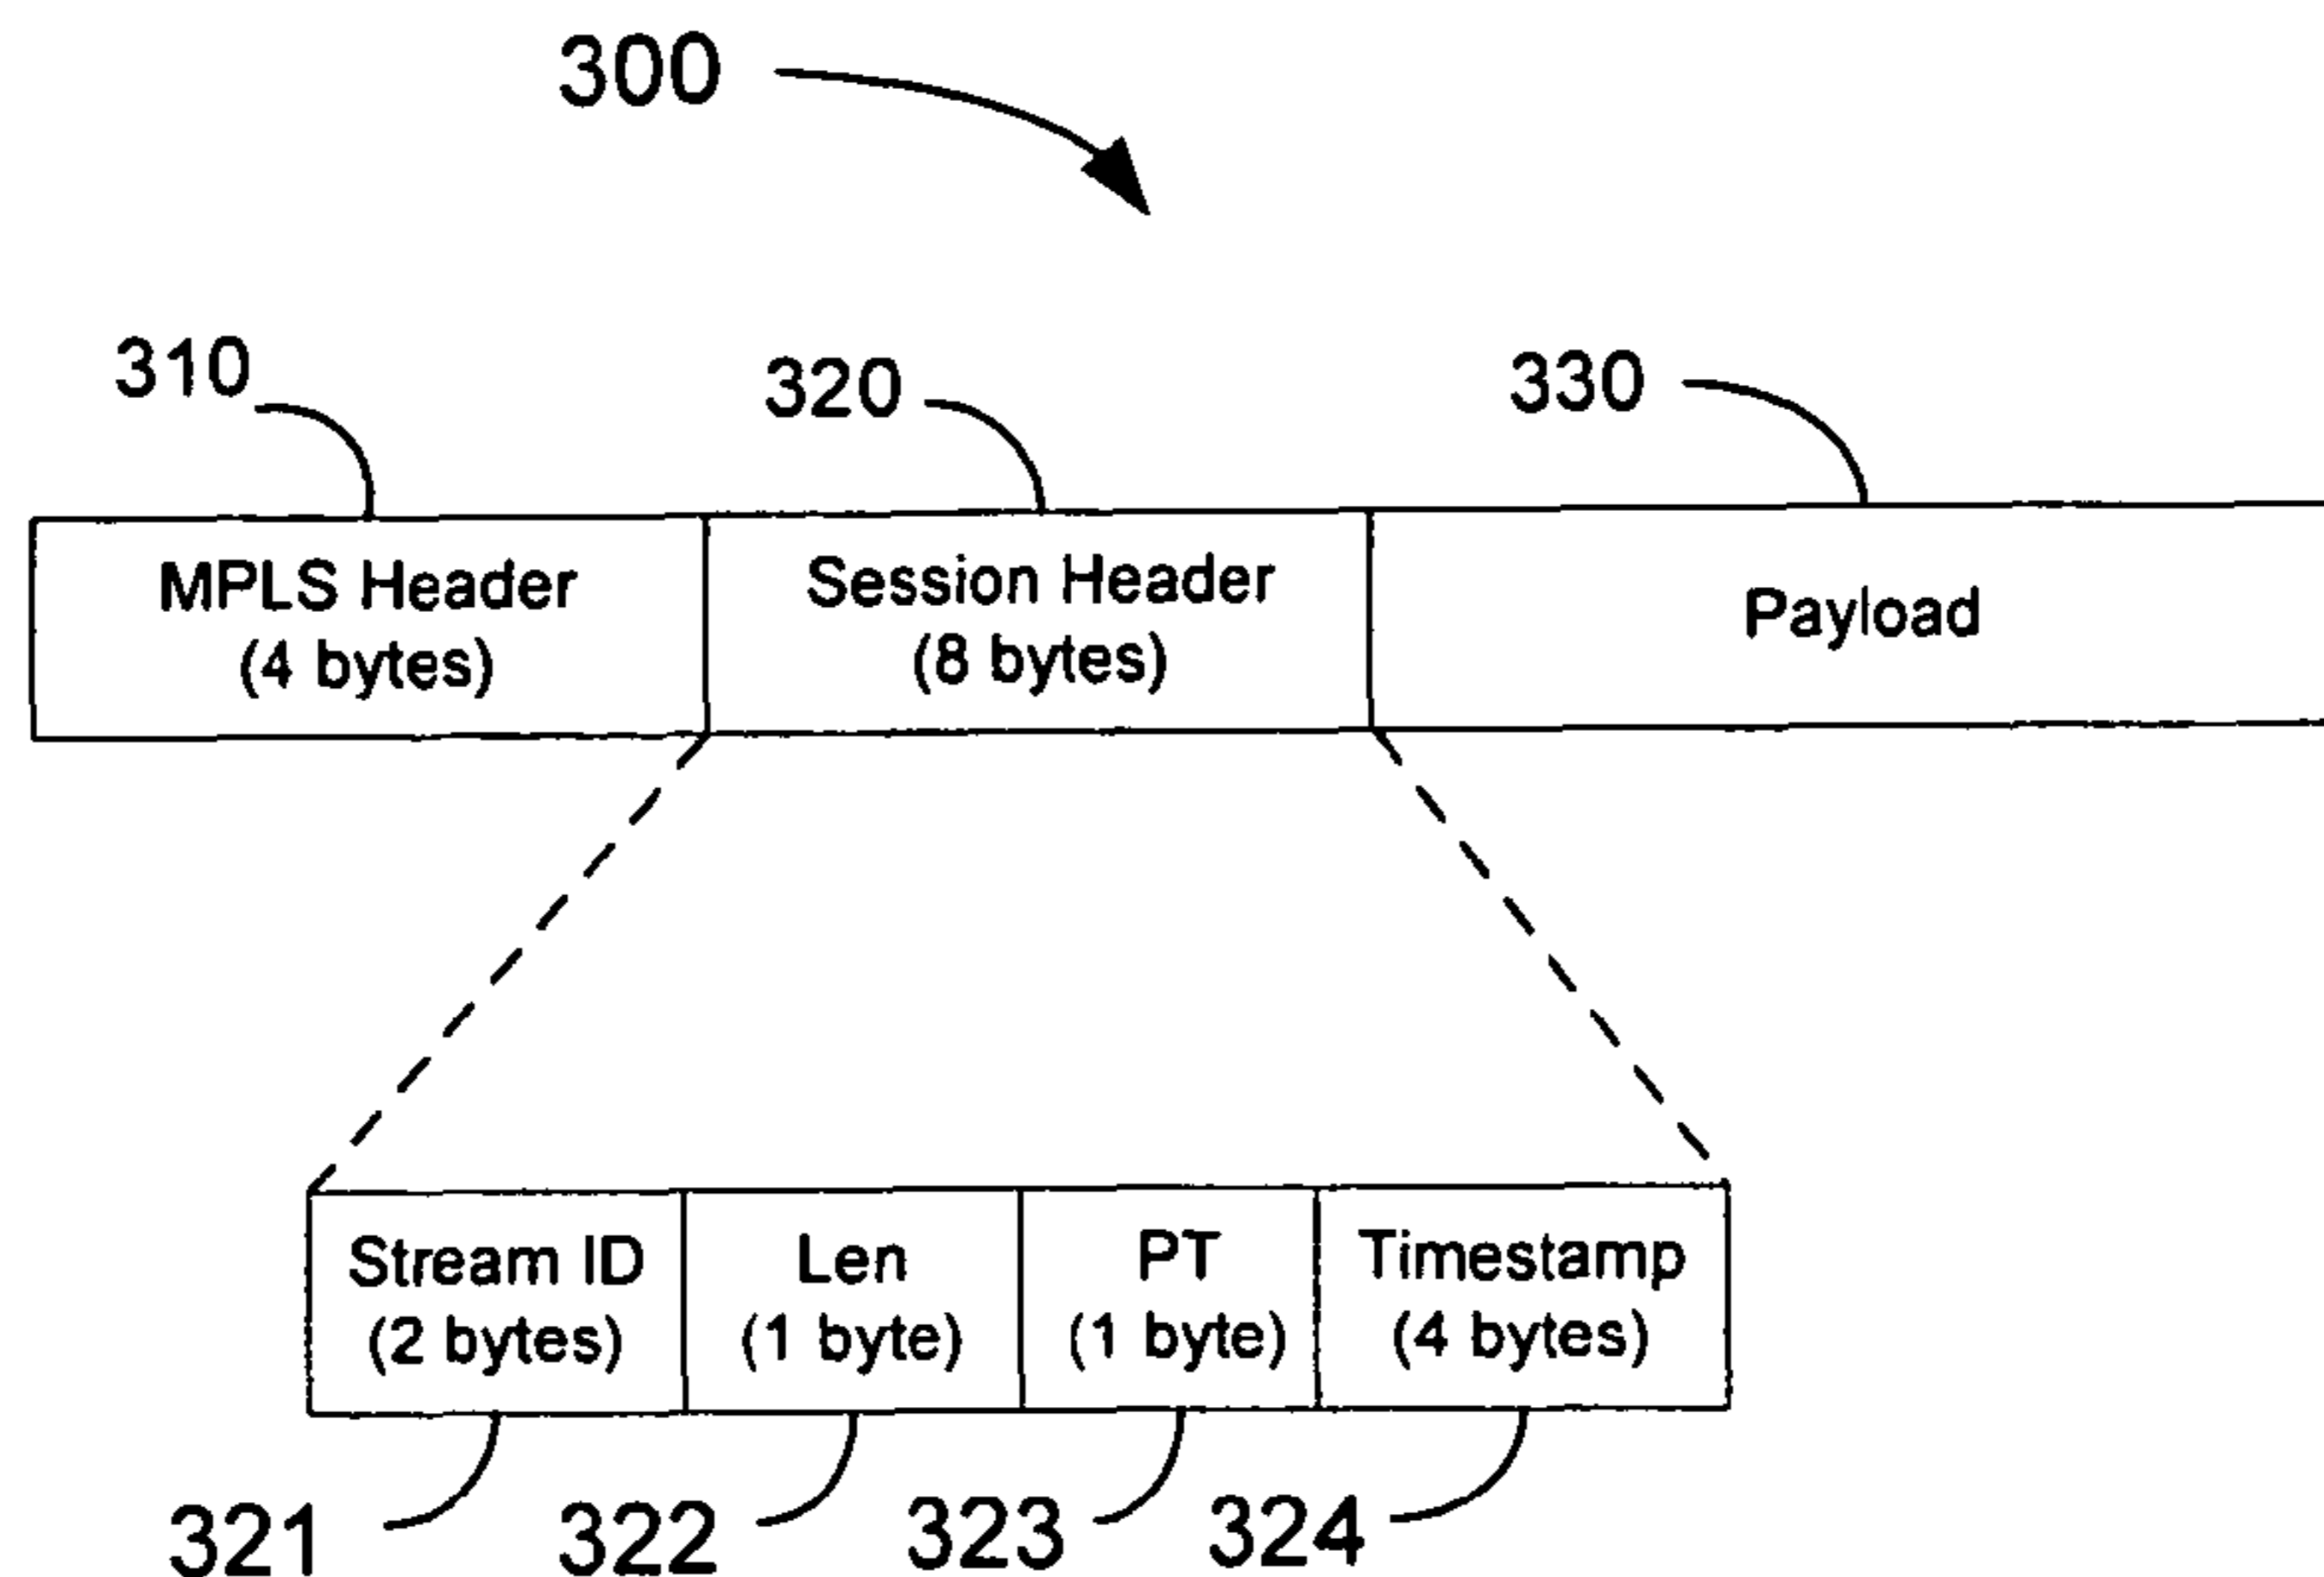 300
310
320
330
MPLS Header
(4 bytes)
Session Header
(8 bytes)
Payload
Stream ID
(2 bytes)
Len
(1 byte)
PT
(1 byte)
Timestamp
(4 bytes)
321
322
323
324